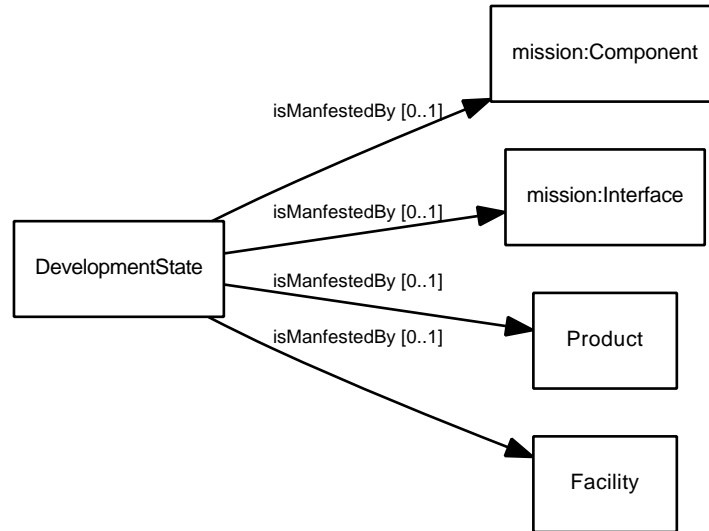 mission:Component
isManfestedBy [0..1]
mission:Interface
isManfestedBy [0..1]
DevelopmentState
isManfestedBy [0..1]
Product
isManfestedBy [0..1]
Facility